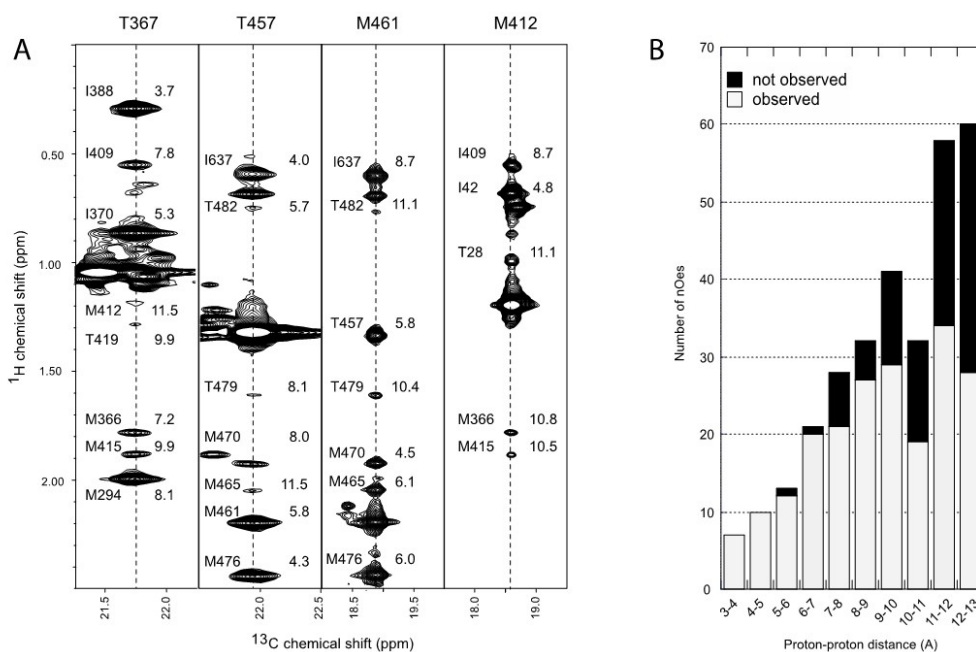 A
T367 T457 M461 M412
I388 3.7
I409 7.8
I370 5.3
M412 11.5
T419 9.9
M366 7.2
M415 9.9
M294 8.1
I637 4.0
T482 5.7
T479 8.1
M470 8.0
M465 11.5
M461 5.8
M476 4.3
I637 8.7
T482 11.1
T457 5.8
T479 10.4
M470 4.5
M465 6.1
M476 6.0
I409 8.7
I42 4.8
T28 11.1
M366 10.8
M415 10.5
0.50
1.00
1.50
2.00
1H chemical shift (ppm)
21.5 22.0 22.0 22.5 18.5 19.5 18.0 19.0
13C chemical shift (ppm)
B
not observed
observed
70
60
50
40
30
20
10
0
Number of nOes
3-4 4-5 5-6 6-7 7-8 8-9 9-10 10-11 11-12 12-13
Proton-proton distance (A)